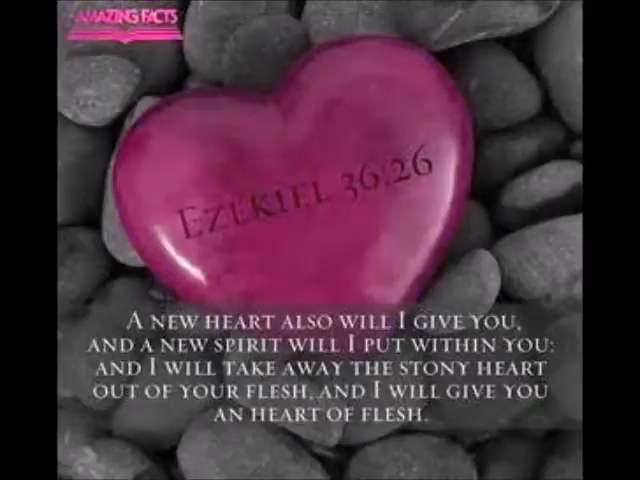 AMAZING FACTS
EZEKIEL 36:26
A NEW HEART ALSO WILL I GIVE YOU,
AND A NEW SPIRIT WILL I PUT WITHIN YOU:
AND I WILL TAKE AWAY THE STONY HEART
OUT OF YOUR FLESH, AND I WILL GIVE YOU
AN HEART OF FLESH.